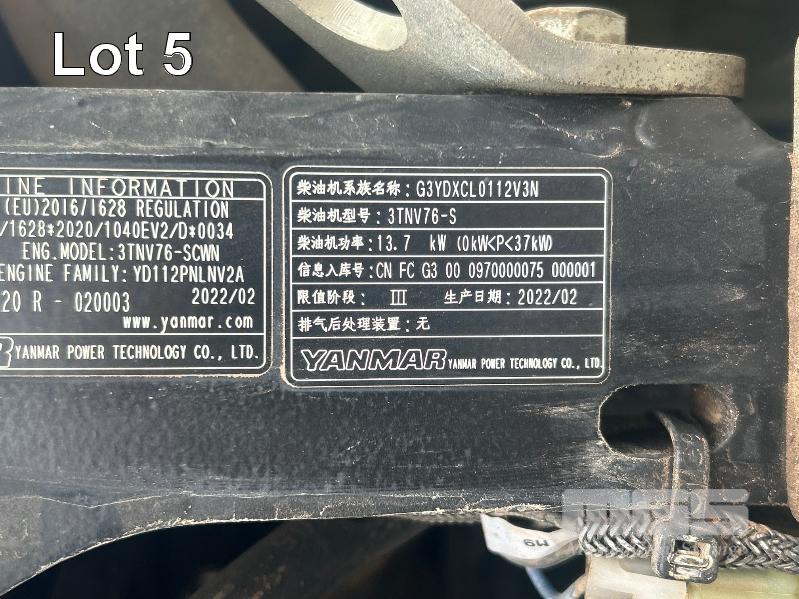 Lot 5
INE INFORMATION
(EU)2016/1628 REGULATION
/1628*2020/1040EV2/D*0034
ENG.MODEL:3TNV76-SCWN
ENGINE FAMILY:YD112PNLNV2A
20 R - 020003 2022/02
www.yanmar.com
R YANMAR POWER TECHNOLOGY CO., LTD.
柴油机系族名称:G3YDXCL0112V3N
柴油机型号:3TNV76-S
柴油机功率:13.7 kW (0kW<P<37kW)
信息入库号:CN FC G3 00 0970000075 000001
限值阶段: III 生产日期:2022/02
排气后处理装置:无
YANMAR YANMAR POWER TECHNOLOGY CO., LTD.
M9